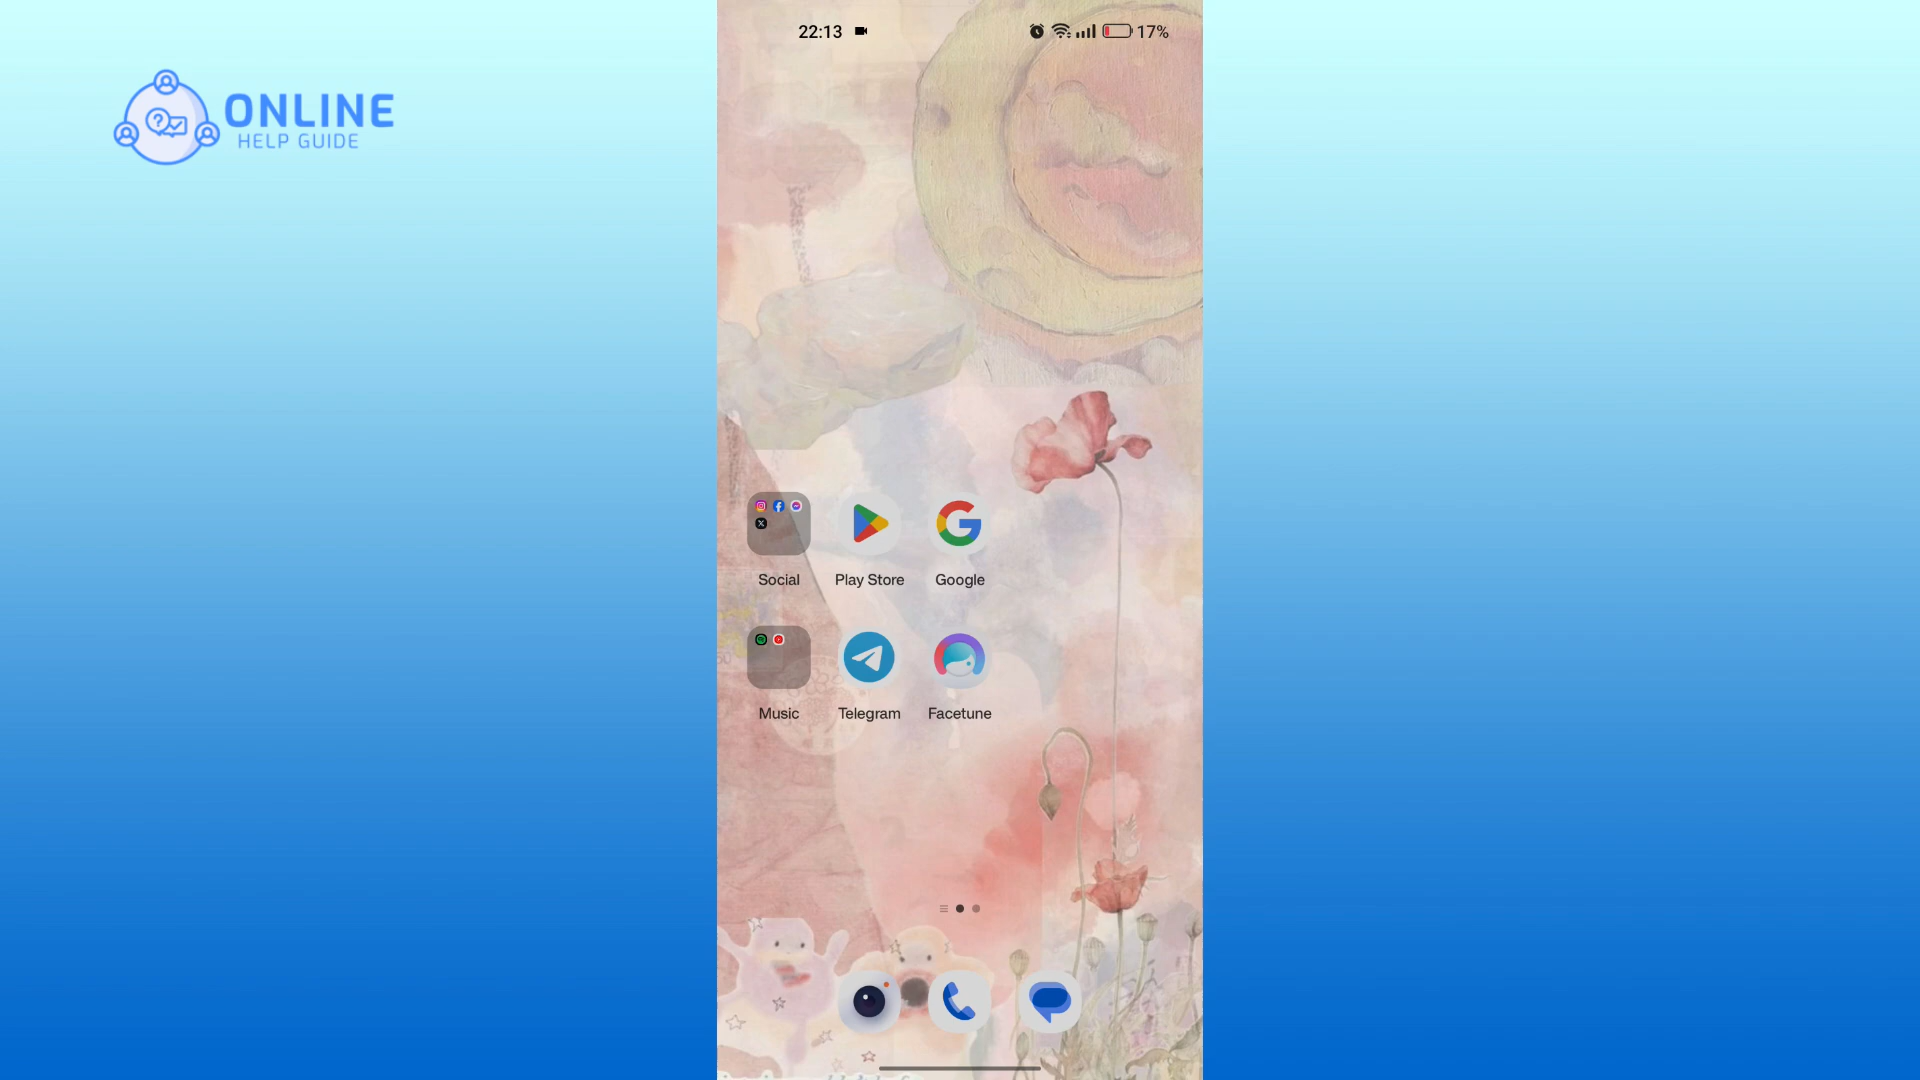 22:13
17%
ONLINE
HELP GUIDE
Social
Play Store
Google
Music
Telegram
Facetune